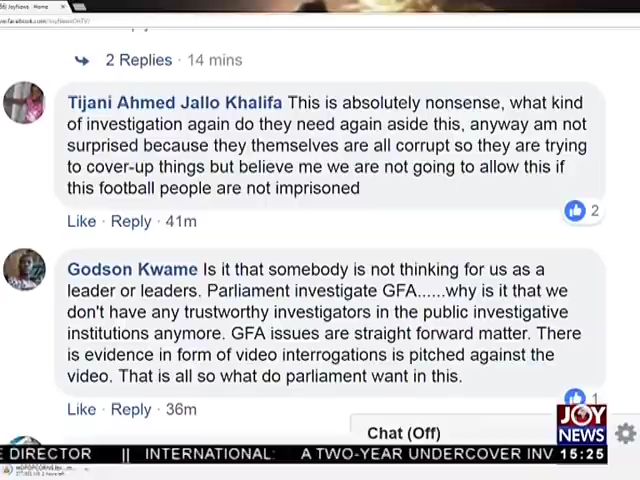 JoyNews - Home
2 Replies · 14 mins
Tijani Ahmed Jallo Khalifa This is absolutely nonsense, what kind
of investigation again do they need again aside this, anyway am not
surprised because they themselves are all corrupt so they are trying
to cover-up things but believe me we are not going to allow this if
this football people are not imprisoned
2
Like · Reply · 41m
Godson Kwame Is it that somebody is not thinking for us as a
leader or leaders. Parliament investigate GFA......why is it that we
don't have any trustworthy investigators in the public investigative
institutions anymore. GFA issues are straight forward matter. There
is evidence in form of video interrogations is pitched against the
video. That is all so what do parliament want in this.
1
Like · Reply · 36m
Chat (Off)
JOY
NEWS
E DIRECTOR || INTERNATIONAL: A TWO-YEAR UNDERCOVER INV 15:25